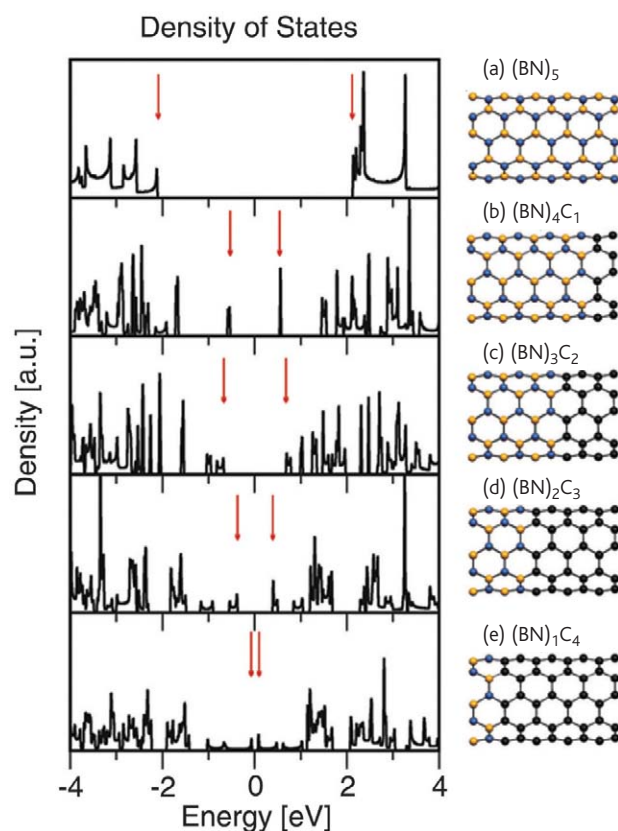 Density of States
(a) (BN)₅
(b) (BN)₄C₁
(c) (BN)₃C₂
(d) (BN)₂C₃
(e) (BN)₁C₄
Density [a.u.]
-4 -2 0 2 4
Energy [eV]